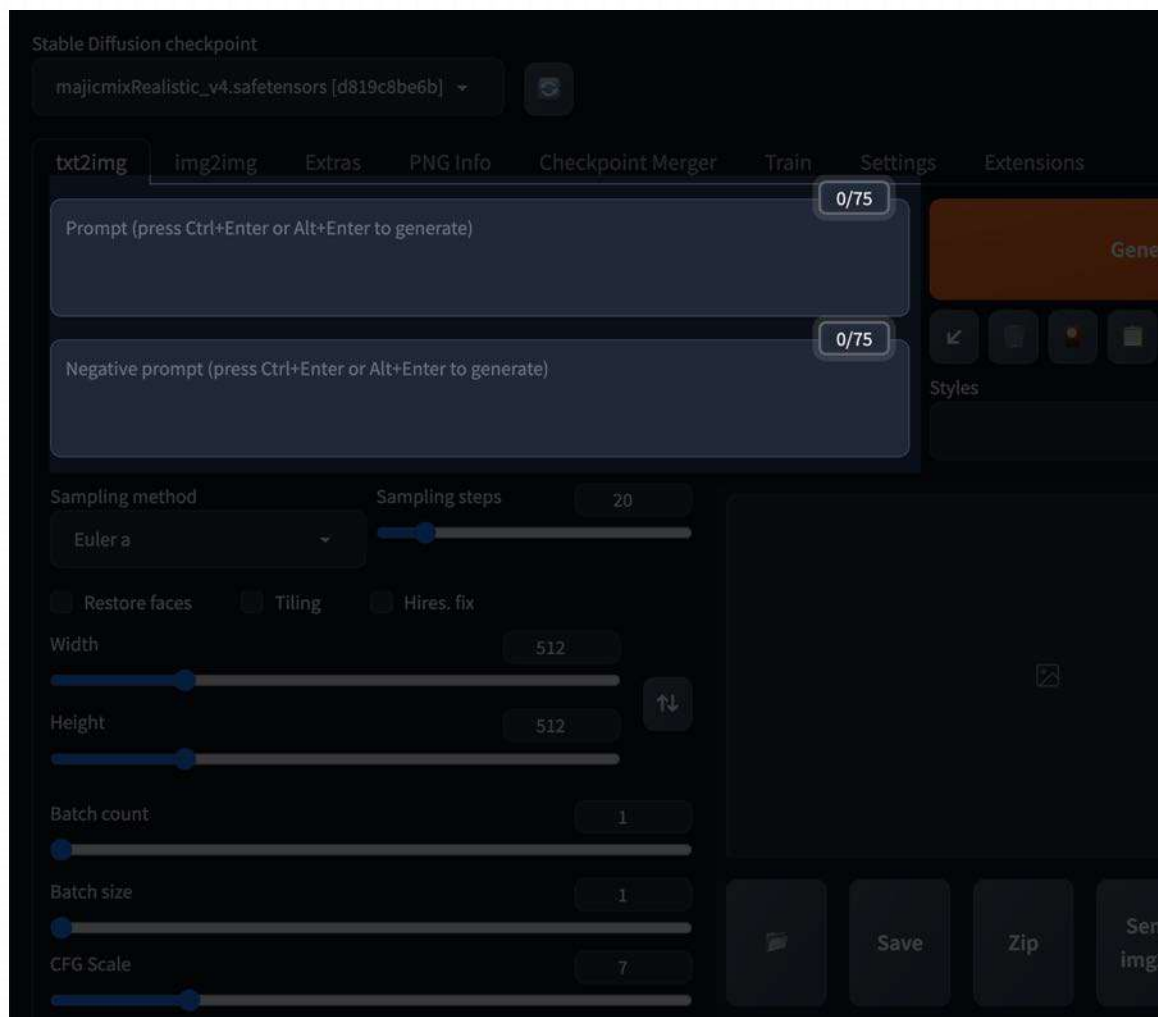 Stable Diffusion checkpoint
majicmixRealistic_v4.safetensors [d819c8be6b]
txt2img img2img Extras PNG Info Checkpoint Merger Train Settings Extensions
0/75
Prompt (press Ctrl+Enter or Alt+Enter to generate)
Gene
0/75
Negative prompt (press Ctrl+Enter or Alt+Enter to generate)
Styles
Sampling method
Sampling steps 20
Euler a
Restore faces Tiling Hires. fix
Width 512
Height 512
Batch count 1
Batch size 1
CFG Scale 7
Save Zip Sen
img